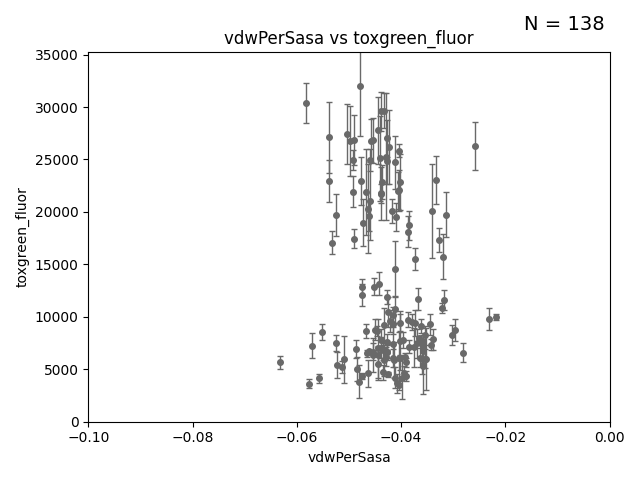 N = 138
vdwPerSasa vs toxgreen_fluor
35000
30000
25000
20000
15000
10000
5000
0
toxgreen_fluor
−0.10 −0.08 −0.06 −0.04 −0.02 0.00
vdwPerSasa